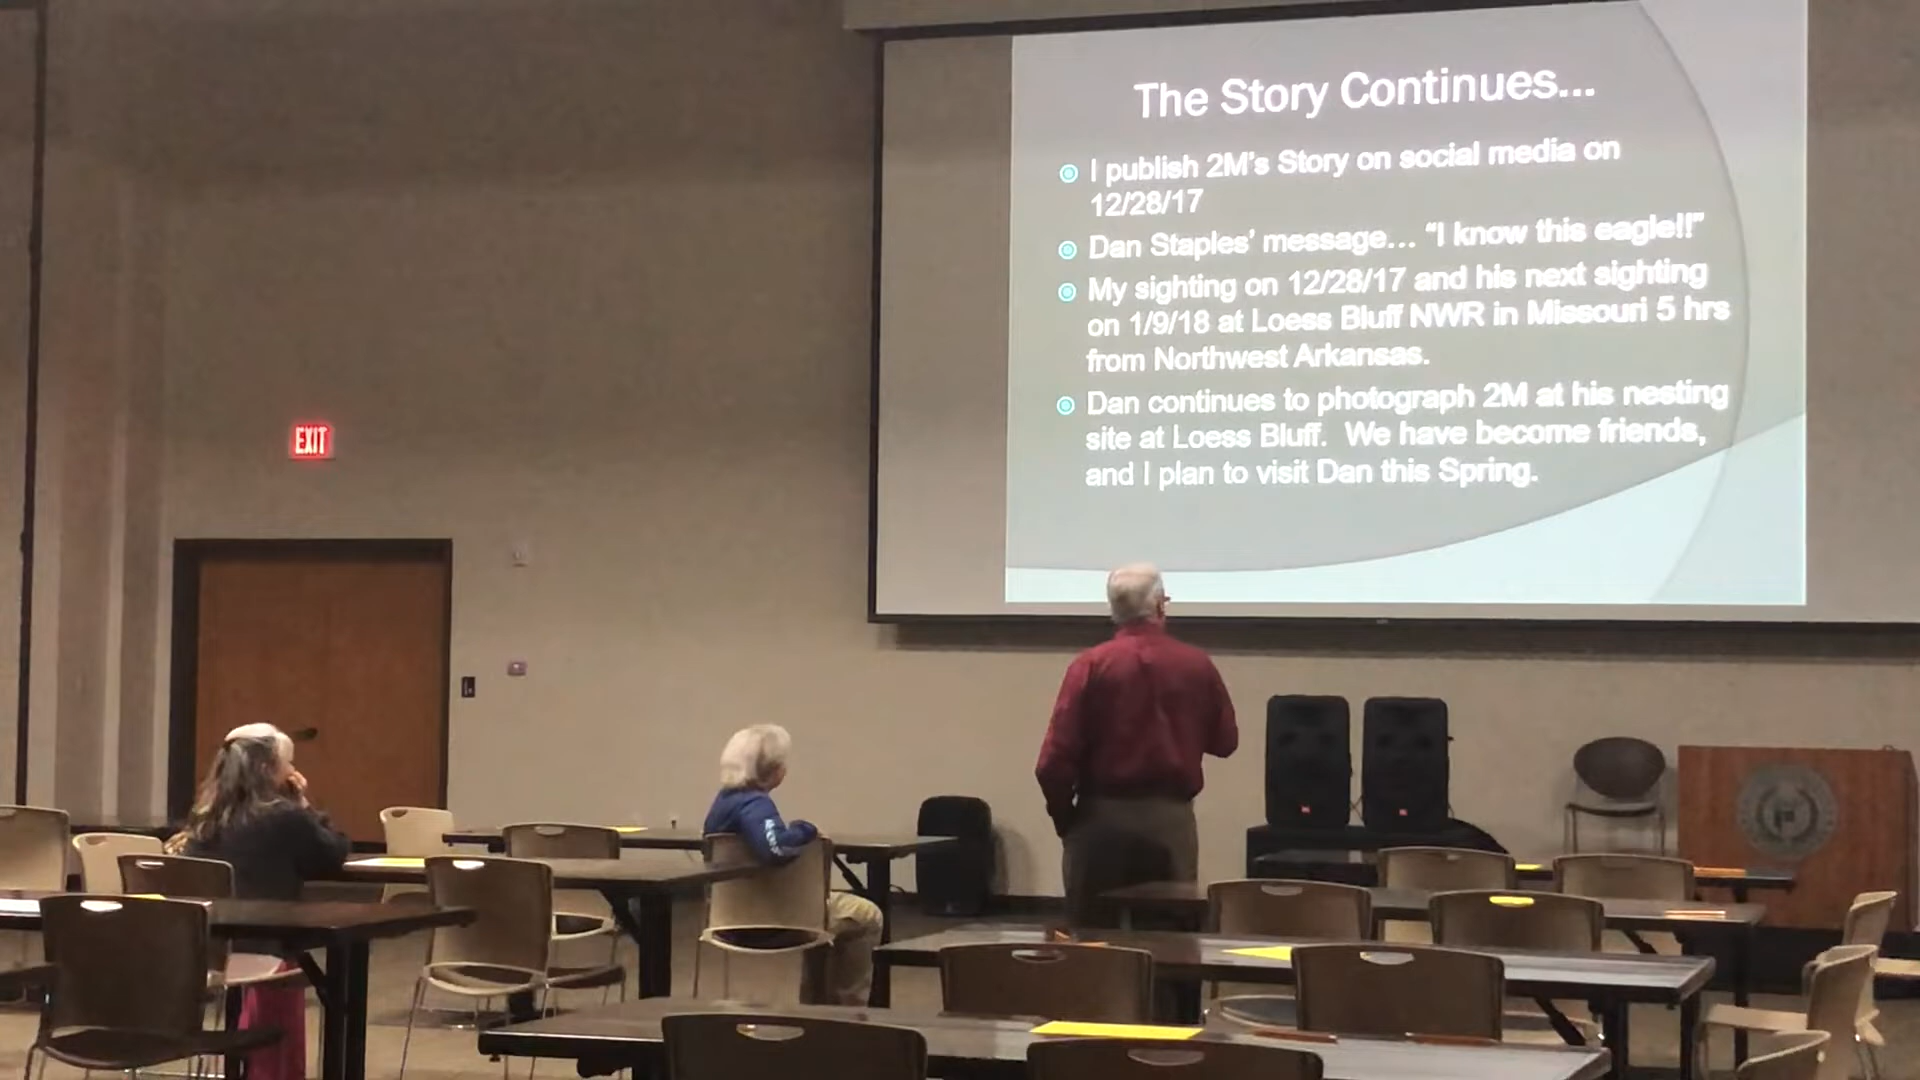 The Story Continues...
I publish 2M's Story on social media on
12/28/17
Dan Staples' message... "I know this eagle!!"
My sighting on 12/28/17 and his next sighting
on 1/9/18 at Loess Bluff NWR in Missouri 5 hrs
from Northwest Arkansas.
Dan continues to photograph 2M at his nesting
site at Loess Bluff. We have become friends,
and I plan to visit Dan this Spring.
EXIT